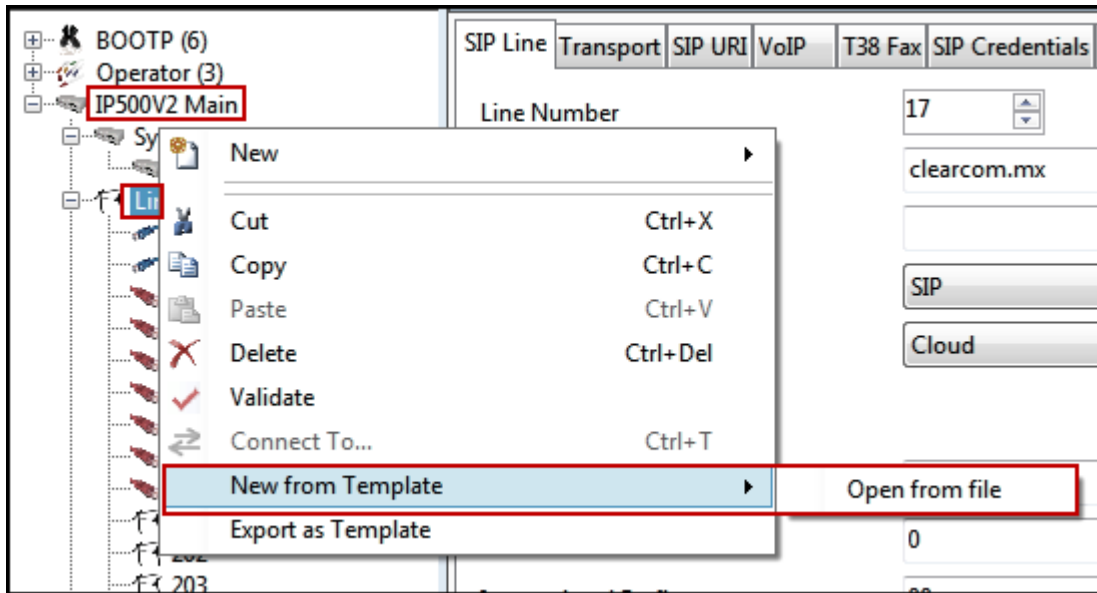 BOOTP (6)
Operator (3)
IP500V2 Main
Sy
Lin
203
New
Cut Ctrl+X
Copy Ctrl+C
Paste Ctrl+V
Delete Ctrl+Del
Validate
Connect To... Ctrl+T
New from Template
Open from file
Export as Template
SIP Line Transport SIP URI VoIP T38 Fax SIP Credentials
Line Number 17
clearcom.mx
SIP
Cloud
0